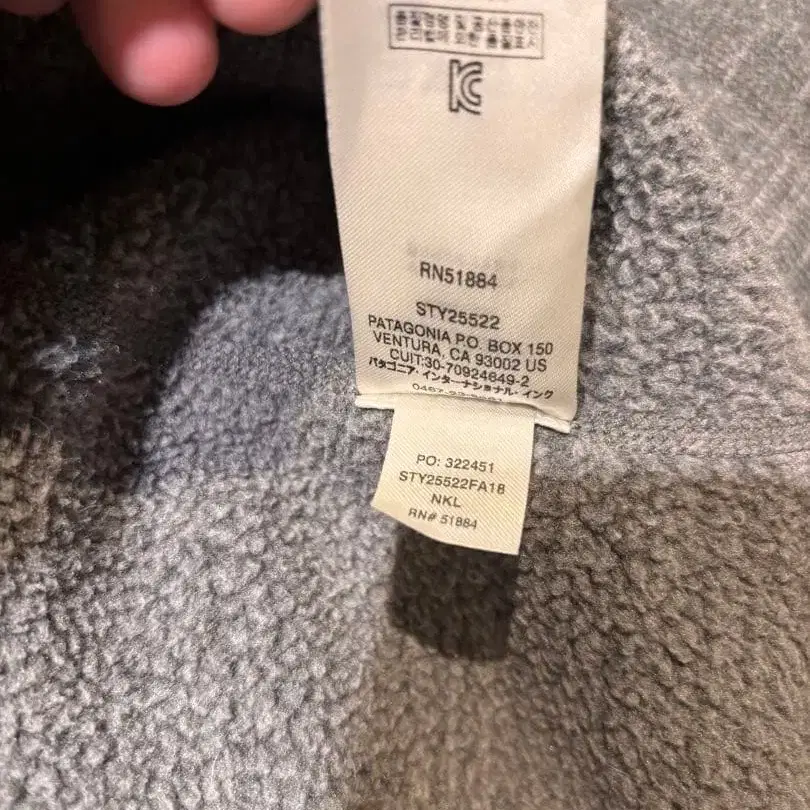 RN51884
STY25522
PATAGONIA P.O. BOX 150
VENTURA, CA 93002 US
CUIT:30-70924649-2
パタゴニア・インターナショナル・インク
PO: 322451
STY25522FA18
NKL
RN# 51884